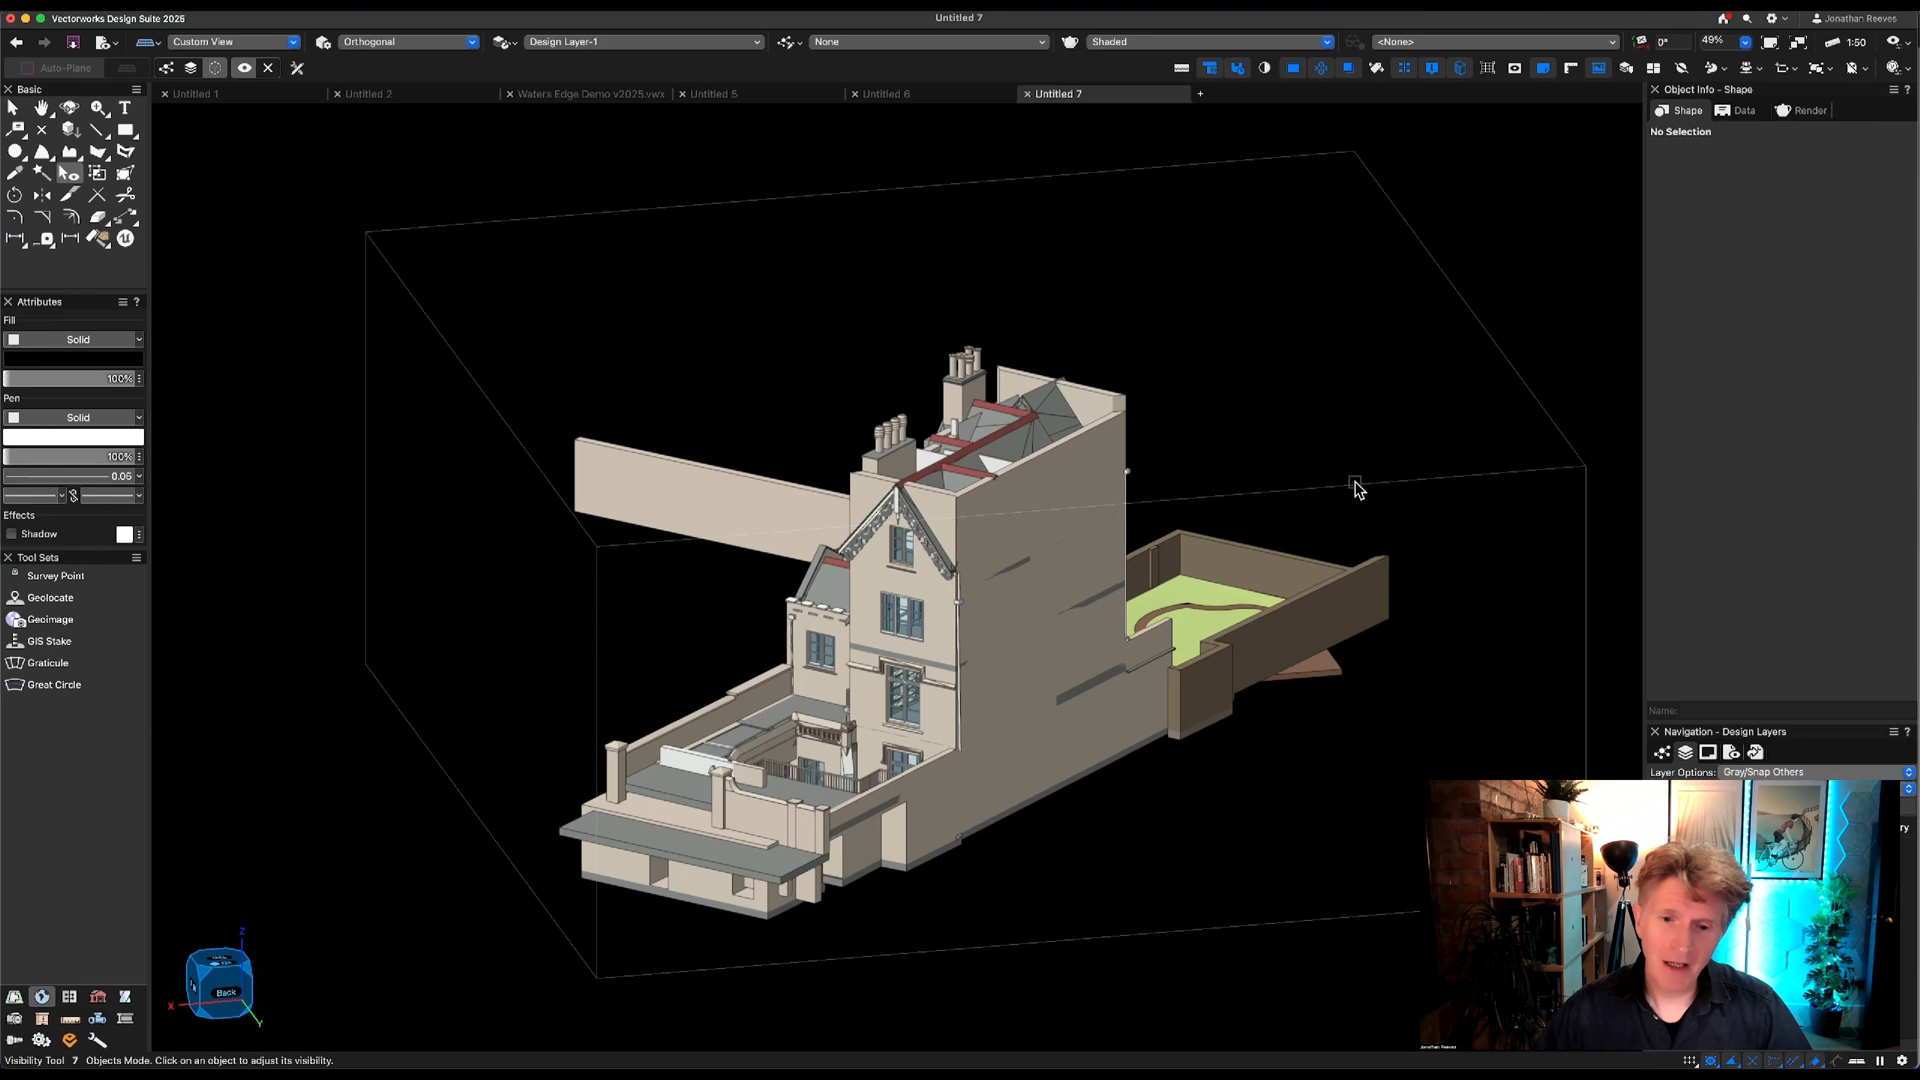 Vectorworks Design Suite 2025
Untitled 7
Jonathan Reeves
Custom View
Orthogonal
Design Layer-1
None
Shaded
<None>
0°
49%
1:50
Auto-Plane
Basic
Untitled 1
Untitled 2
Waters Edge Demo v2025.vwx
Untitled 5
Untitled 6
Untitled 7
Object Info - Shape
Shape
Data
Render
No Selection
Attributes
Fill
Solid
100%
Pen
Solid
100%
0.05
Effects
Shadow
Tool Sets
Survey Point
Geolocate
Geoimage
GIS Stake
Graticule
Great Circle
Name:
Navigation - Design Layers
Layer Options:
Gray/Snap Others
ry
Z
Back
X
Y
Jonathan Reeves
Visibility Tool
7
Objects Mode. Click on an object to adjust its visibility.